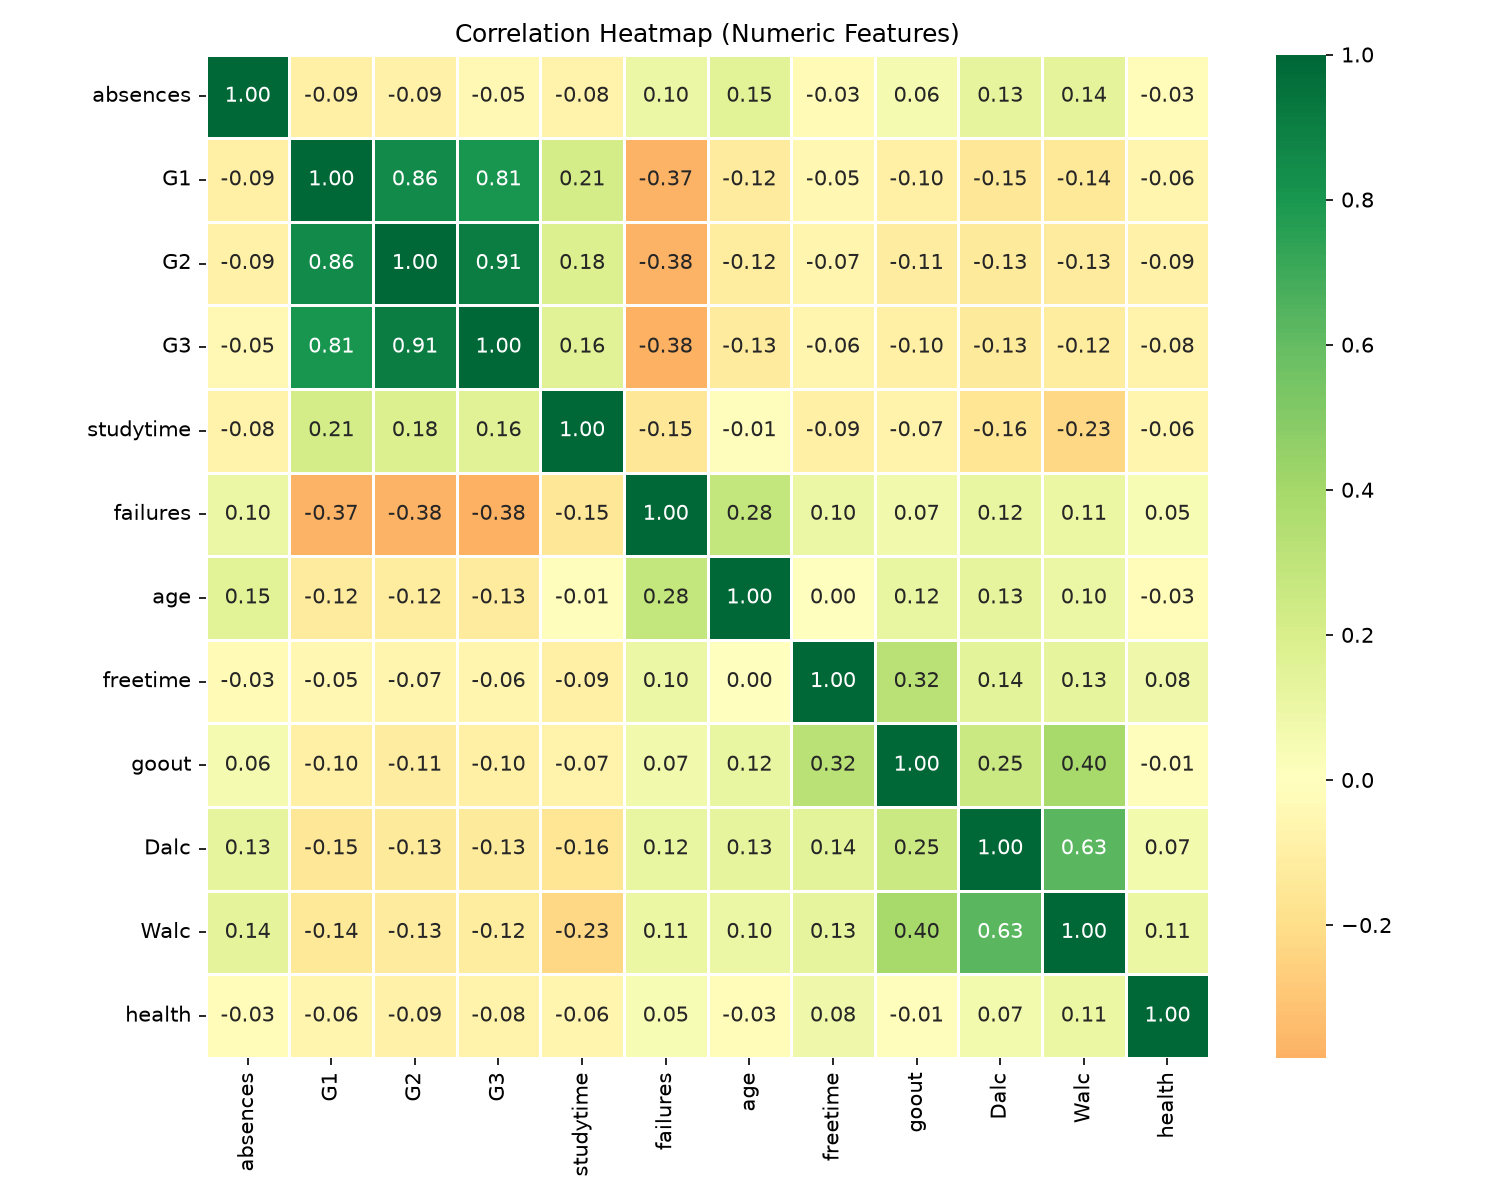 Correlation Heatmap (Numeric Features)
absences 1.00 -0.09 -0.09 -0.05 -0.08 0.10 0.15 -0.03 0.06 0.13 0.14 -0.03
G1 -0.09 1.00 0.86 0.81 0.21 -0.37 -0.12 -0.05 -0.10 -0.15 -0.14 -0.06
G2 -0.09 0.86 1.00 0.91 0.18 -0.38 -0.12 -0.07 -0.11 -0.13 -0.13 -0.09
G3 -0.05 0.81 0.91 1.00 0.16 -0.38 -0.13 -0.06 -0.10 -0.13 -0.12 -0.08
studytime -0.08 0.21 0.18 0.16 1.00 -0.15 -0.01 -0.09 -0.07 -0.16 -0.23 -0.06
failures 0.10 -0.37 -0.38 -0.38 -0.15 1.00 0.28 0.10 0.07 0.12 0.11 0.05
age 0.15 -0.12 -0.12 -0.13 -0.01 0.28 1.00 0.00 0.12 0.13 0.10 -0.03
freetime -0.03 -0.05 -0.07 -0.06 -0.09 0.10 0.00 1.00 0.32 0.14 0.13 0.08
goout 0.06 -0.10 -0.11 -0.10 -0.07 0.07 0.12 0.32 1.00 0.25 0.40 -0.01
Dalc 0.13 -0.15 -0.13 -0.13 -0.16 0.12 0.13 0.14 0.25 1.00 0.63 0.07
Walc 0.14 -0.14 -0.13 -0.12 -0.23 0.11 0.10 0.13 0.40 0.63 1.00 0.11
health -0.03 -0.06 -0.09 -0.08 -0.06 0.05 -0.03 0.08 -0.01 0.07 0.11 1.00
absences G1 G2 G3 studytime failures age freetime goout Dalc Walc health
1.0
0.8
0.6
0.4
0.2
0.0
−0.2